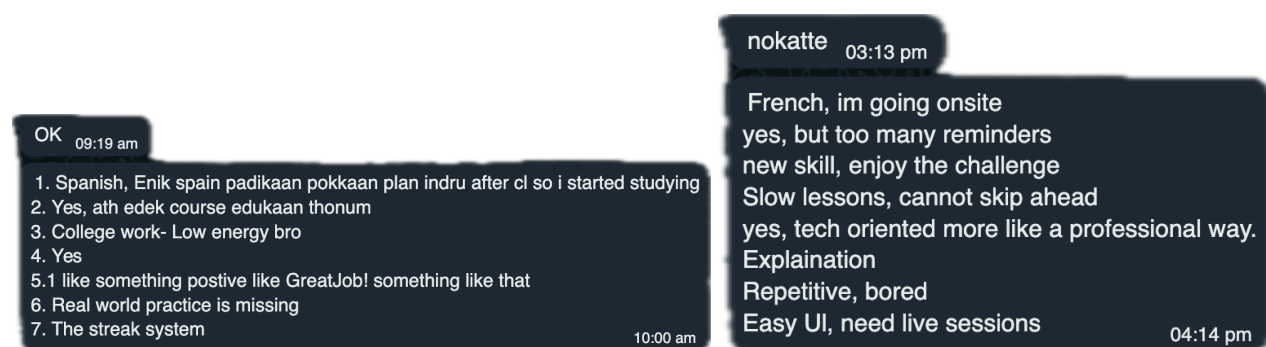 OK
09:19 am
1. Spanish, Enik spain padikaan pokkaan plan indru after cl so i started studying
2. Yes, ath edek course edukaan thonum
3. College work- Low energy bro
4. Yes
5.1 like something postive like GreatJob! something like that
6. Real world practice is missing
7. The streak system
10:00 am
nokatte
03:13 pm
French, im going onsite
yes, but too many reminders
new skill, enjoy the challenge
Slow lessons, cannot skip ahead
yes, tech oriented more like a professional way.
Explaination
Repetitive, bored
Easy UI, need live sessions
04:14 pm